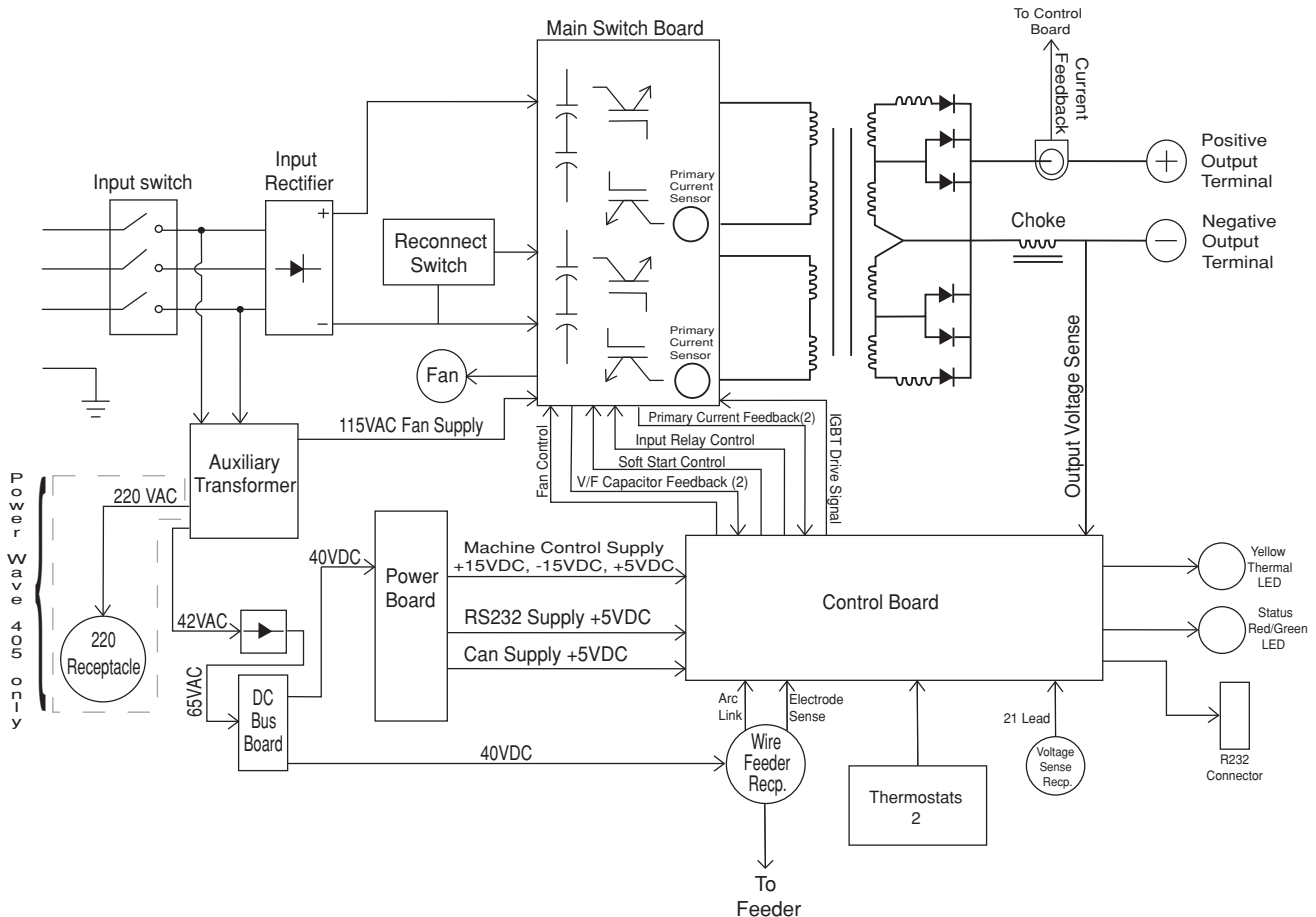 To Control
Board
Current
Feedback
Main Switch Board
Input
Rectifier
Input switch
+
−
Reconnect
Switch
Primary
Current
Sensor
Primary
Current
Sensor
Choke
+
Positive
Output
Terminal
−
Negative
Output
Terminal
Fan
115VAC Fan Supply
Auxiliary
Transformer
Primary Current Feedback(2)
Input Relay Control
Soft Start Control
V/F Capacitor Feedback (2)
Fan Control
IGBT Drive Signal
Output Voltage Sense
Power Wave 405 only
220 VAC
220
Receptacle
42VAC
65VAC
DC
Bus
Board
40VDC
40VDC
Power
Board
Machine Control Supply
+15VDC, -15VDC, +5VDC
RS232 Supply +5VDC
Can Supply +5VDC
Control Board
Yellow
Thermal
LED
Status
Red/Green
LED
R232
Connector
Arc
Link
Electrode
Sense
Wire
Feeder
Recp.
21 Lead
Voltage
Sense
Recp.
Thermostats
2
To
Feeder